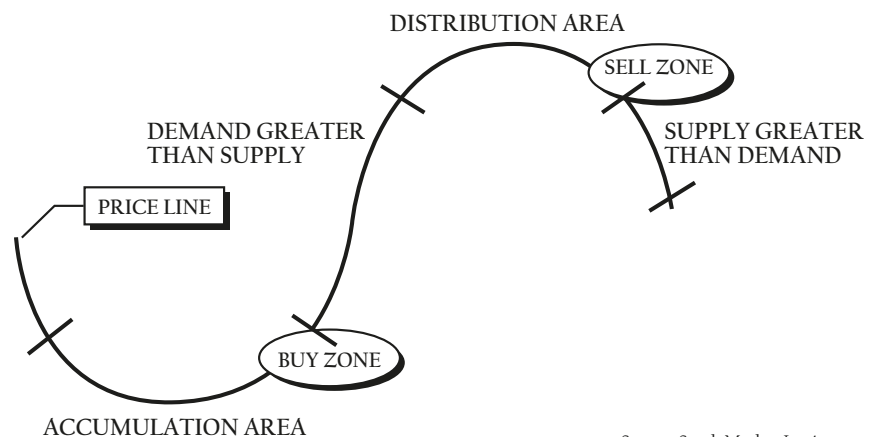 DISTRIBUTION AREA
SELL ZONE
DEMAND GREATER
THAN SUPPLY
SUPPLY GREATER
THAN DEMAND
PRICE LINE
BUY ZONE
ACCUMULATION AREA